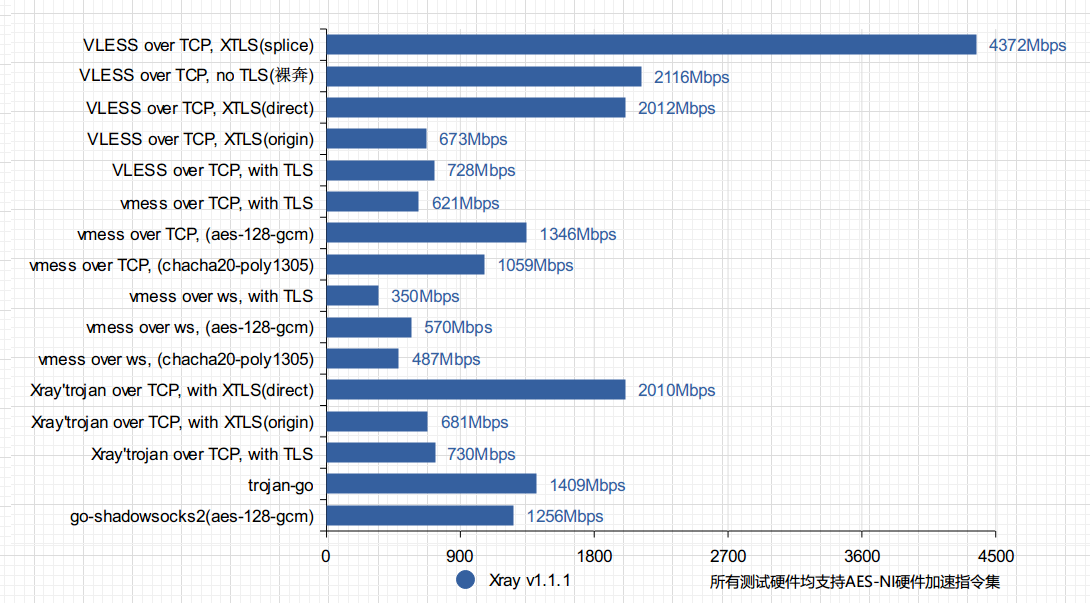 VLESS over TCP, XTLS(splice) 4372Mbps
VLESS over TCP, no TLS(裸奔) 2116Mbps
VLESS over TCP, XTLS(direct) 2012Mbps
VLESS over TCP, XTLS(origin) 673Mbps
VLESS over TCP, with TLS 728Mbps
vmess over TCP, with TLS 621Mbps
vmess over TCP, (aes-128-gcm) 1346Mbps
vmess over TCP, (chacha20-poly1305) 1059Mbps
vmess over ws, with TLS 350Mbps
vmess over ws, (aes-128-gcm) 570Mbps
vmess over ws, (chacha20-poly1305) 487Mbps
Xray'trojan over TCP, with XTLS(direct) 2010Mbps
Xray'trojan over TCP, with XTLS(origin) 681Mbps
Xray'trojan over TCP, with TLS 730Mbps
trojan-go 1409Mbps
go-shadowsocks2(aes-128-gcm) 1256Mbps
0 900 1800 2700 3600 4500
Xray v1.1.1 所有测试硬件均支持AES-NI硬件加速指令集